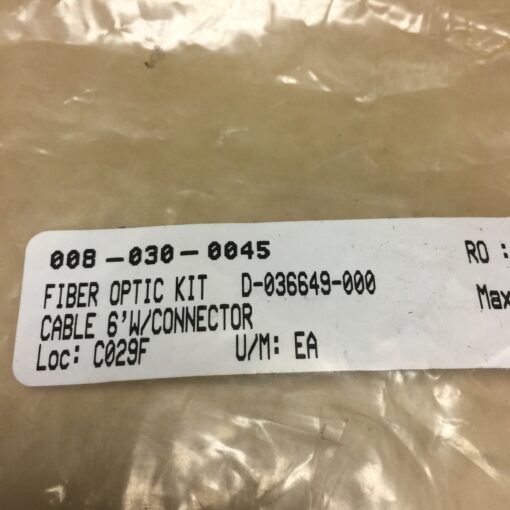 008-030-0045 RO :
FIBER OPTIC KIT D-036649-000 Max
CABLE 6'W/CONNECTOR
Loc: C029F U/M: EA